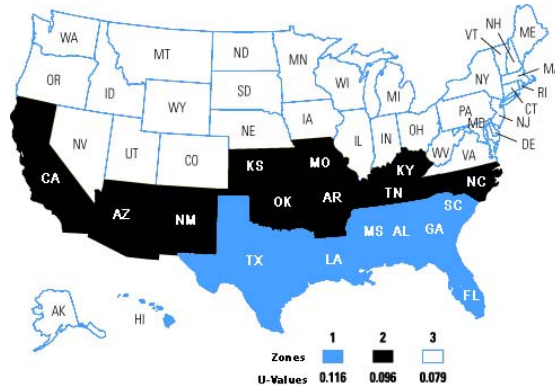 WA
MT
ND
MN
VT
NH
ME
OR
ID
WY
SD
WI
MI
NY
MA
RI
CT
NV
UT
CO
NE
IA
IL
IN
OH
PA
NJ
MD
DE
WV
VA
CA
AZ
NM
KS
MO
KY
OK
AR
TN
NC
TX
LA
MS AL
GA
SC
FL
AK
HI
Zones 1 2 3
U-Values 0.116 0.096 0.079